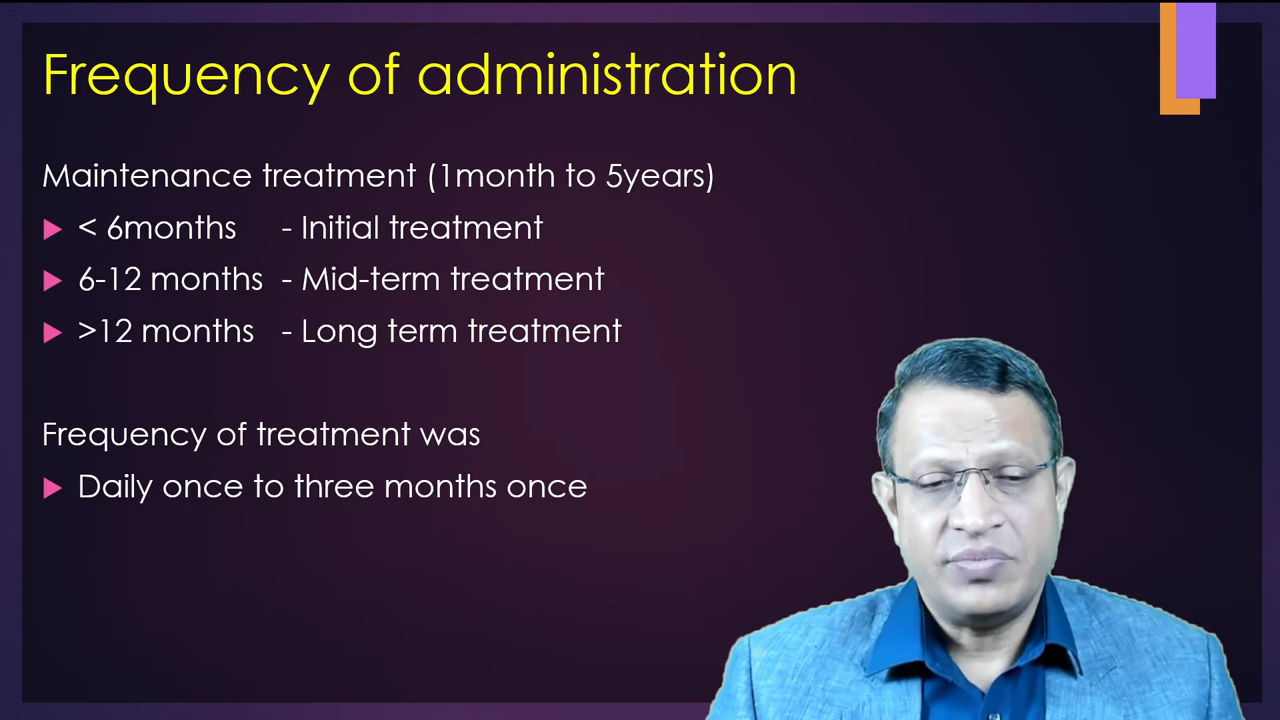 Frequency of administration
Maintenance treatment (1month to 5years)
< 6months - Initial treatment
6-12 months - Mid-term treatment
>12 months - Long term treatment
Frequency of treatment was
Daily once to three months once